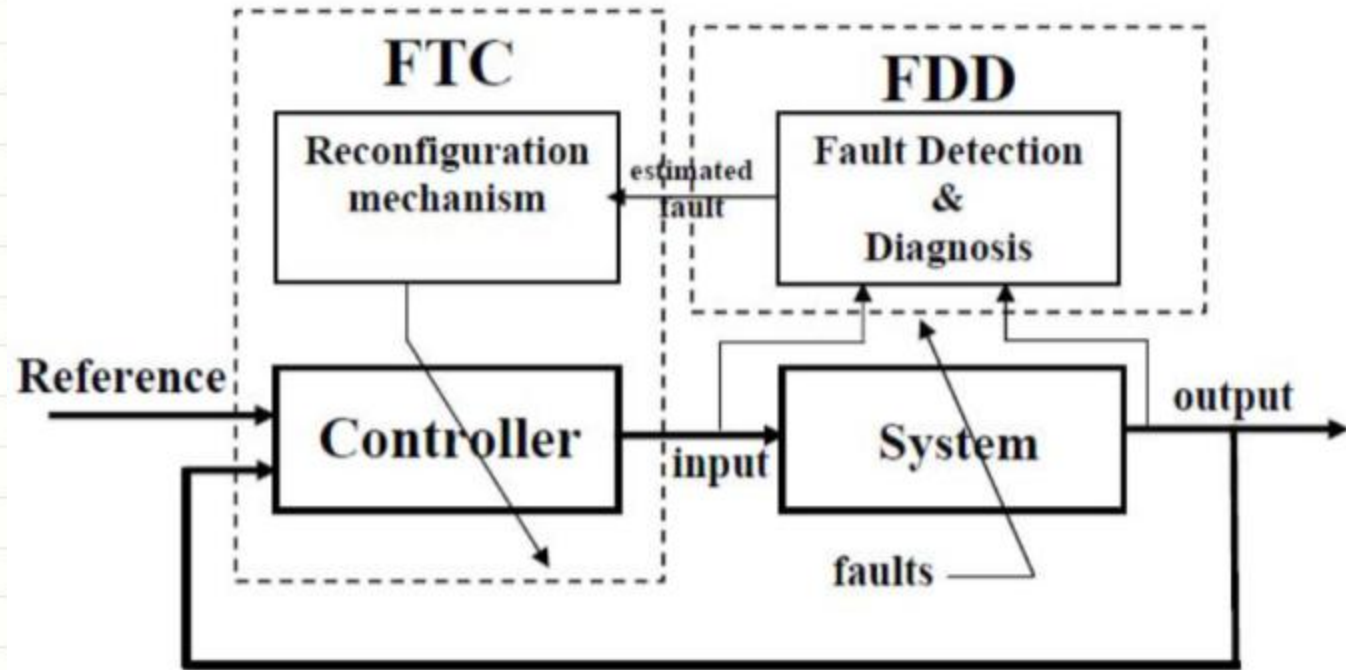 FTC
FDD
Reconfiguration
mechanism
estimated
fault
Fault Detection
&
Diagnosis
Reference
Controller
input
System
output
faults